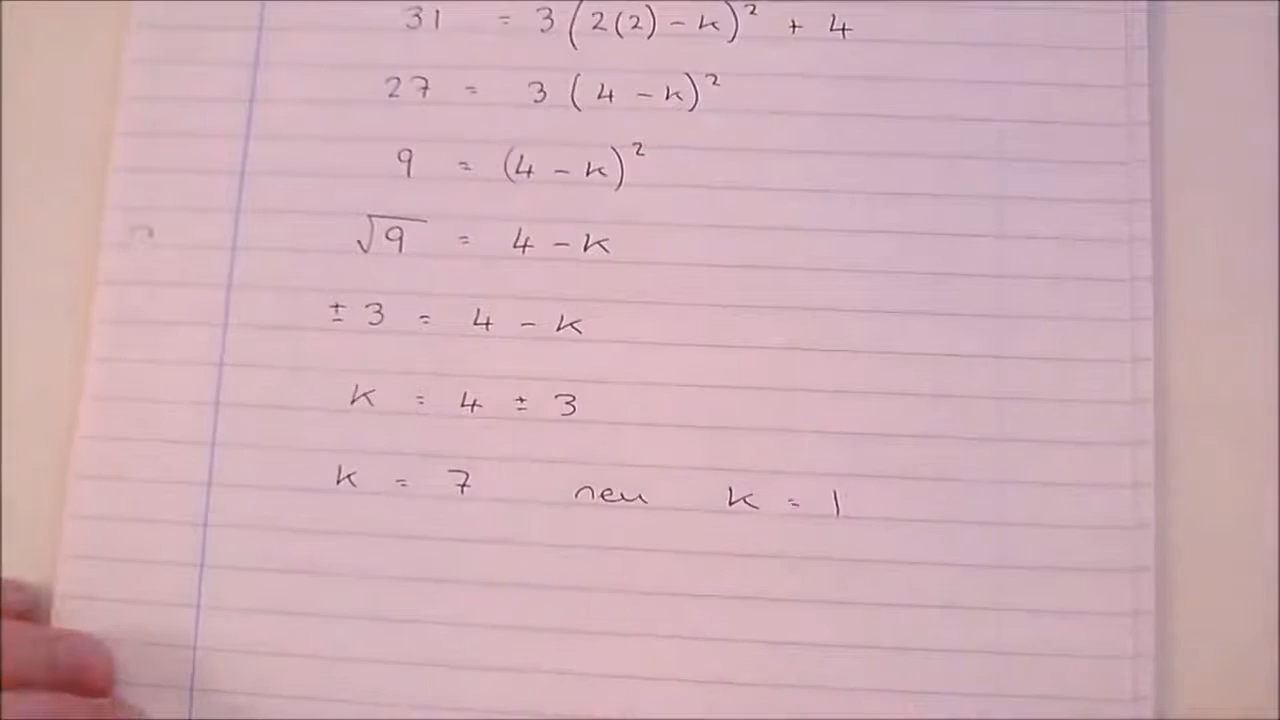 31 = 3(2(2) - k)² + 4
27 = 3(4 - k)²
9 = (4 - k)²
√9 = 4 - k
± 3 = 4 - k
k = 4 ± 3
k = 7 neu k = 1